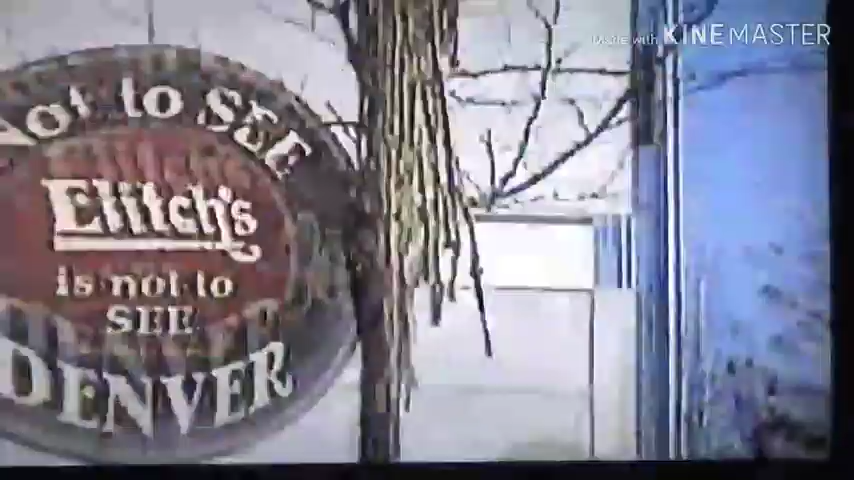 Made with KINEMASTER
Not to SEE
Elitch's
is not to
SEE
DENVER